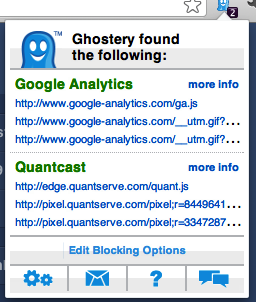 2
TM
Ghostery found
the following:
Google Analytics more info
http://www.google-analytics.com/ga.js
http://www.google-analytics.com/__utm.gif?...
http://www.google-analytics.com/__utm.gif?...
Quantcast more info
http://edge.quantserve.com/quant.js
http://pixel.quantserve.com/pixel;r=8449641...
http://pixel.quantserve.com/pixel;r=3347287...
Edit Blocking Options
?